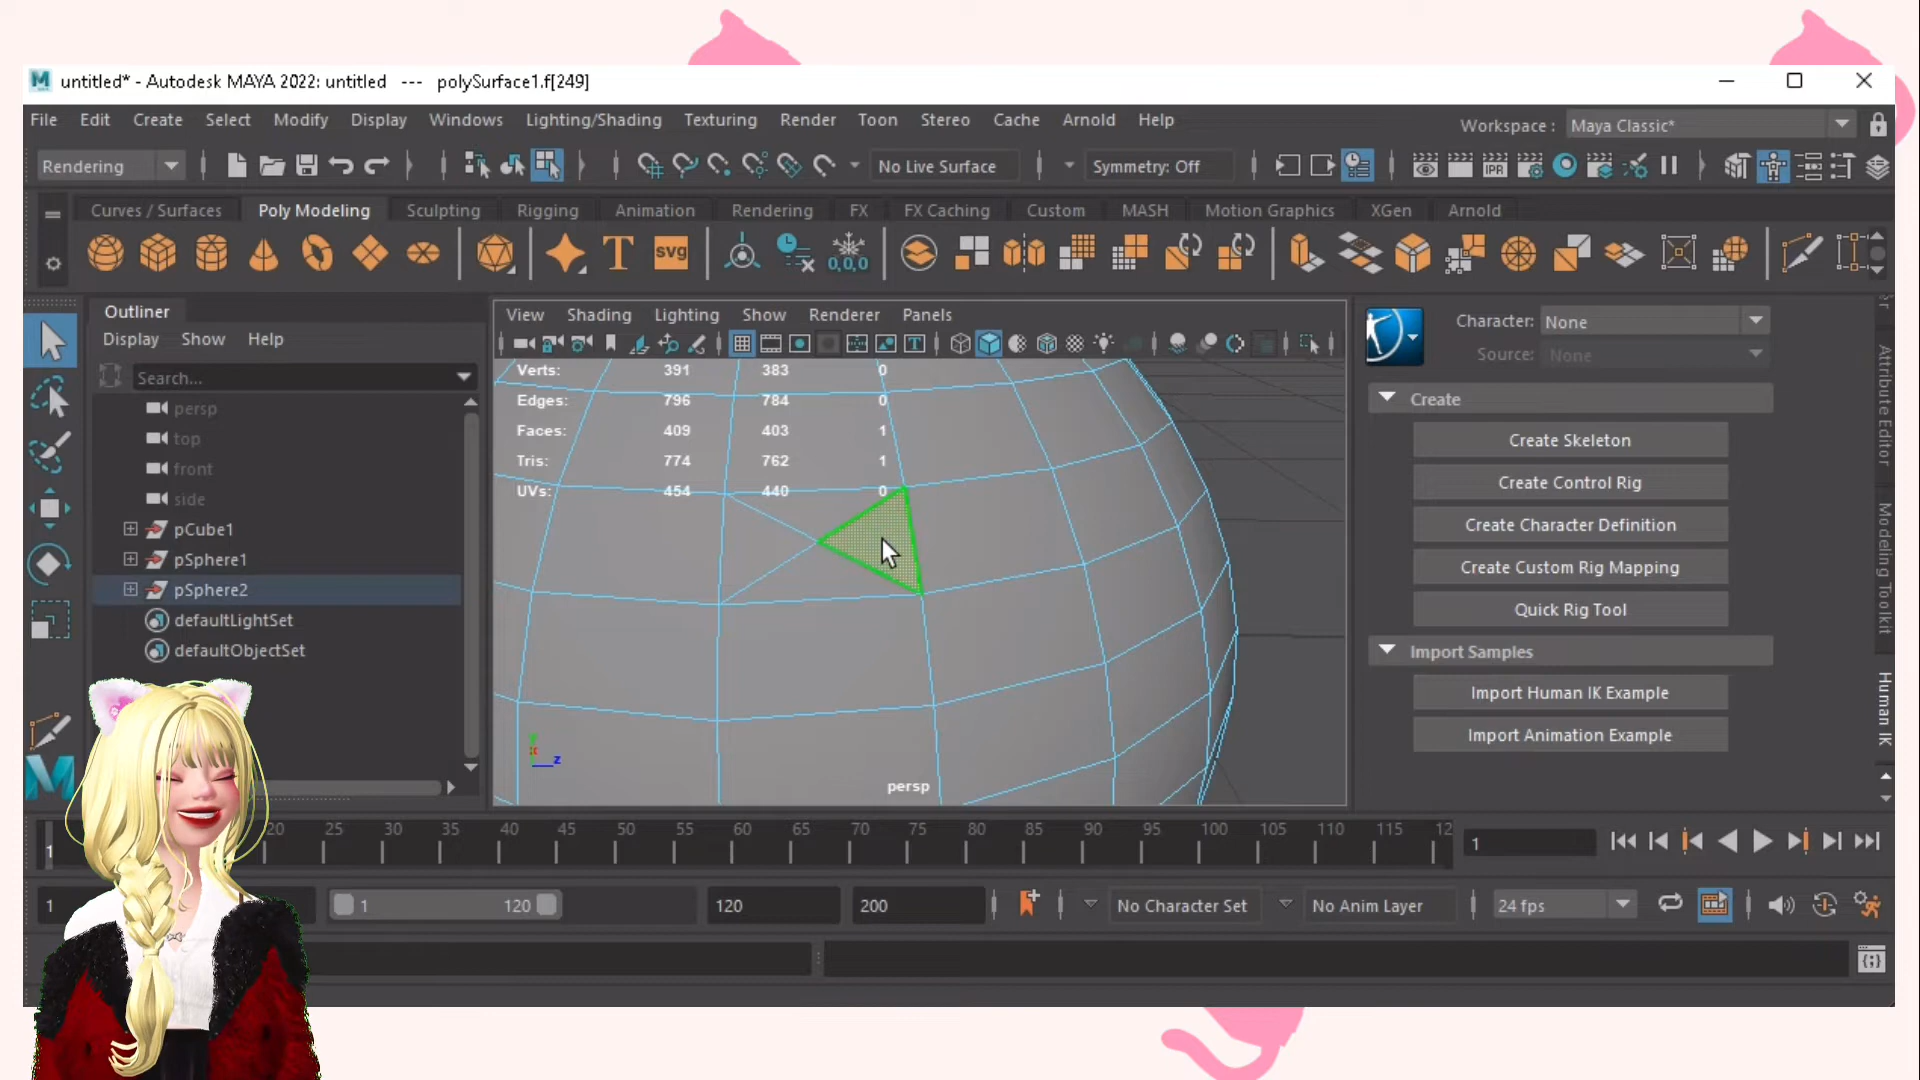 untitled* - Autodesk MAYA 2022: untitled   ---   polySurface1.f[249]
File Edit Create Select Modify Display Windows Lighting/Shading Texturing Render Toon Stereo Cache Arnold Help
Workspace : Maya Classic*
Rendering
No Live Surface
Symmetry: Off
IPR
Curves / Surfaces Poly Modeling Sculpting Rigging Animation Rendering FX FX Caching Custom MASH Motion Graphics XGen Arnold
T
svg
0,0,0
Outliner
Display Show Help
Search...
persp
top
front
side
pCube1
pSphere1
pSphere2
defaultLightSet
defaultObjectSet
View Shading Lighting Renderer Panels
Verts: 391 383 0
Edges: 796 784 0
Faces: 409 403 1
Tris: 774 762 1
UVs: 454 440 0
y
x
z
persp
Character: None
Source: None
Create
Create Skeleton
Create Control Rig
Create Character Definition
Create Custom Rig Mapping
Quick Rig Tool
Import Samples
Import Human IK Example
Import Animation Example
Attribute Editor
Modeling Toolkit
Human IK
1 20 25 30 35 40 45 50 55 60 65 70 75 80 85 90 95 100 105 110 115 12
1
1
1 120
120
200
No Character Set
No Anim Layer
24 fps